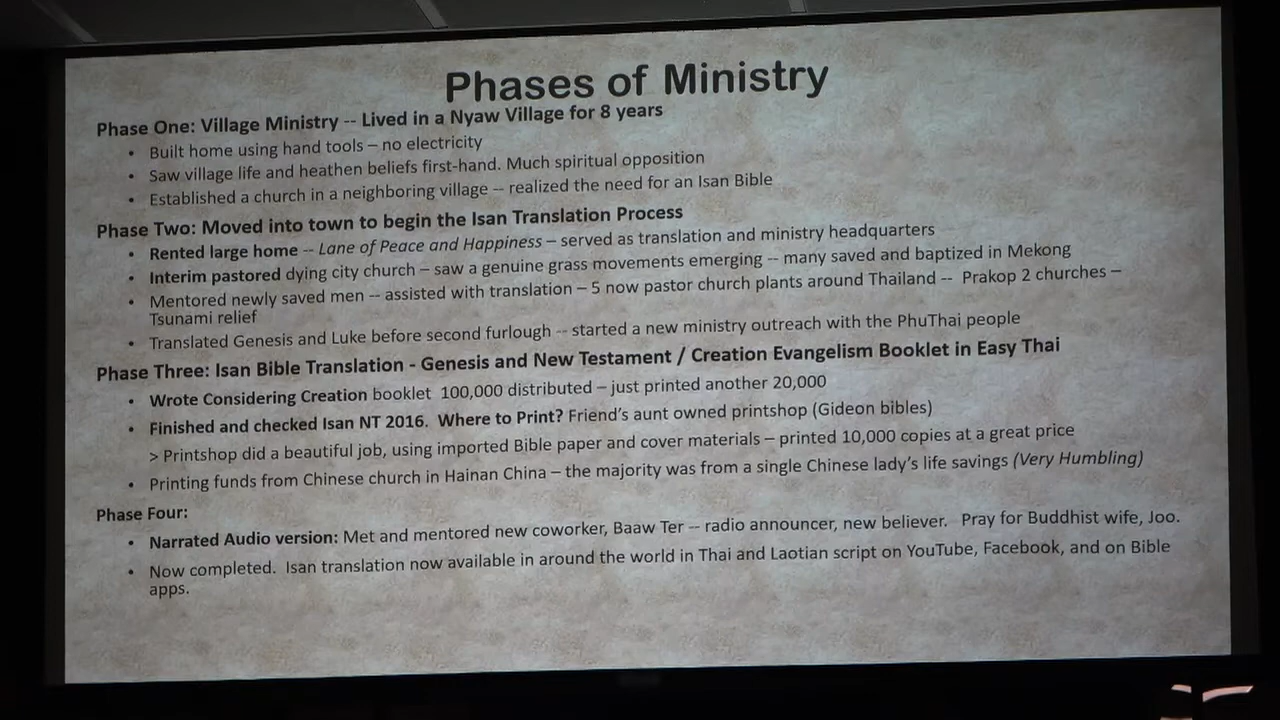 Phases of Ministry
Phase One: Village Ministry -- Lived in a Nyaw Village for 8 years
• Built home using hand tools – no electricity
• Saw village life and heathen beliefs first-hand. Much spiritual opposition
• Established a church in a neighboring village -- realized the need for an Isan Bible
Phase Two: Moved into town to begin the Isan Translation Process
• Rented large home -- Lane of Peace and Happiness – served as translation and ministry headquarters
• Interim pastored dying city church – saw a genuine grass movements emerging -- many saved and baptized in Mekong
• Mentored newly saved men -- assisted with translation – 5 now pastor church plants around Thailand -- Prakop 2 churches –
Tsunami relief
• Translated Genesis and Luke before second furlough -- started a new ministry outreach with the PhuThai people
Phase Three: Isan Bible Translation - Genesis and New Testament / Creation Evangelism Booklet in Easy Thai
• Wrote Considering Creation booklet 100,000 distributed – just printed another 20,000
• Finished and checked Isan NT 2016. Where to Print? Friend's aunt owned printshop (Gideon bibles)
> Printshop did a beautiful job, using imported Bible paper and cover materials – printed 10,000 copies at a great price
• Printing funds from Chinese church in Hainan China – the majority was from a single Chinese lady's life savings (Very Humbling)
Phase Four:
• Narrated Audio version: Met and mentored new coworker, Baaw Ter -- radio announcer, new believer. Pray for Buddhist wife, Joo.
• Now completed. Isan translation now available in around the world in Thai and Laotian script on YouTube, Facebook, and on Bible
apps.